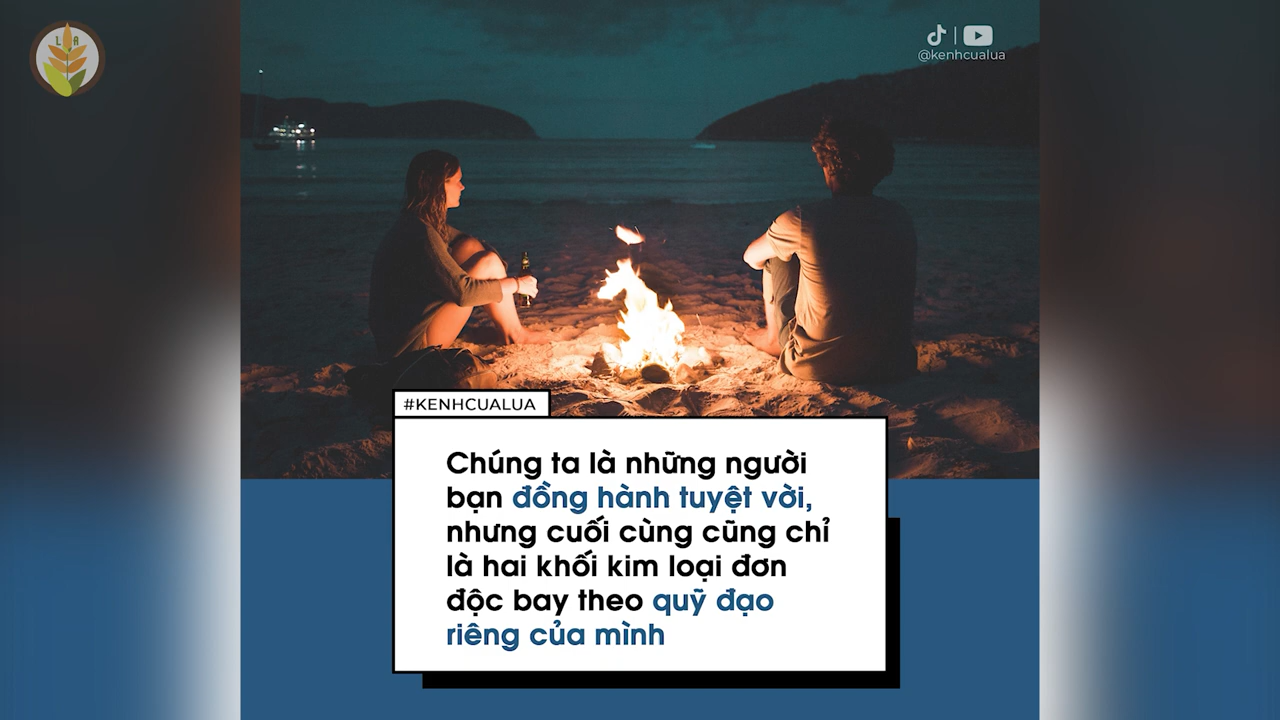 L A
@kenhcualua
#KENHCUALUA
Chúng ta là những người
bạn đồng hành tuyệt vời,
nhưng cuối cùng cũng chỉ
là hai khối kim loại đơn
độc bay theo quỹ đạo
riêng của mình